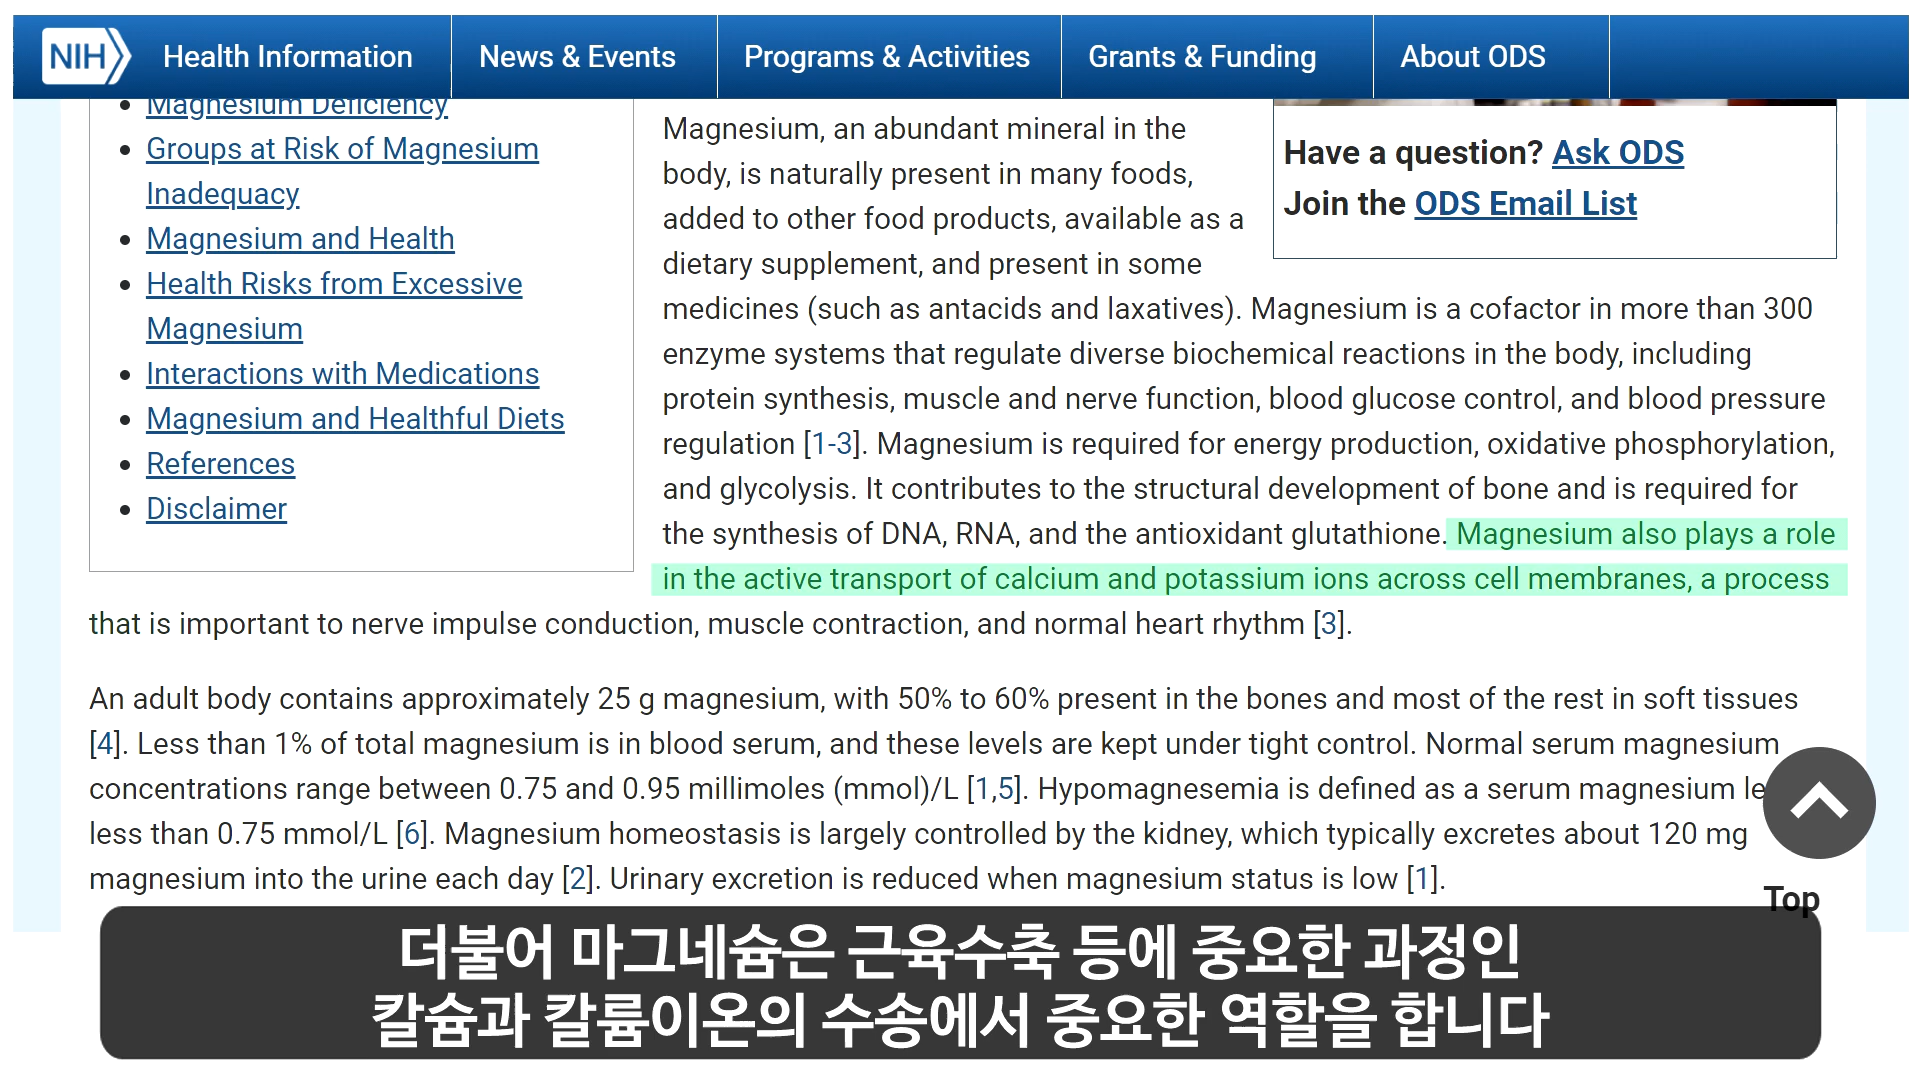 NIH
Health Information
News & Events
Programs & Activities
Grants & Funding
About ODS
Magnesium Deficiency
Groups at Risk of Magnesium
Inadequacy
Magnesium and Health
Health Risks from Excessive
Magnesium
Interactions with Medications
Magnesium and Healthful Diets
References
Disclaimer
Have a question? Ask ODS
Join the ODS Email List
Magnesium, an abundant mineral in the
body, is naturally present in many foods,
added to other food products, available as a
dietary supplement, and present in some
medicines (such as antacids and laxatives). Magnesium is a cofactor in more than 300
enzyme systems that regulate diverse biochemical reactions in the body, including
protein synthesis, muscle and nerve function, blood glucose control, and blood pressure
regulation [1-3]. Magnesium is required for energy production, oxidative phosphorylation,
and glycolysis. It contributes to the structural development of bone and is required for
the synthesis of DNA, RNA, and the antioxidant glutathione. Magnesium also plays a role
in the active transport of calcium and potassium ions across cell membranes, a process
that is important to nerve impulse conduction, muscle contraction, and normal heart rhythm [3].
An adult body contains approximately 25 g magnesium, with 50% to 60% present in the bones and most of the rest in soft tissues
[4]. Less than 1% of total magnesium is in blood serum, and these levels are kept under tight control. Normal serum magnesium
concentrations range between 0.75 and 0.95 millimoles (mmol)/L [1,5]. Hypomagnesemia is defined as a serum magnesium le
less than 0.75 mmol/L [6]. Magnesium homeostasis is largely controlled by the kidney, which typically excretes about 120 mg
magnesium into the urine each day [2]. Urinary excretion is reduced when magnesium status is low [1].
Top
더불어 마그네슘은 근육수축 등에 중요한 과정인
칼슘과 칼륨이온의 수송에서 중요한 역할을 합니다